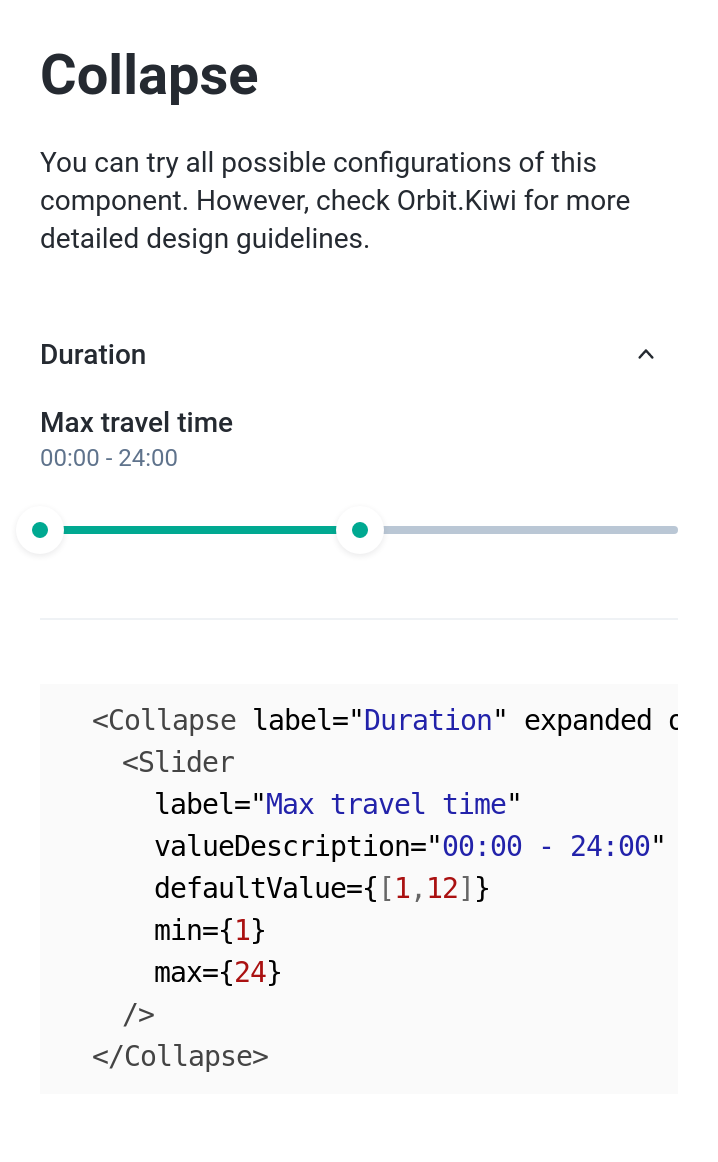 Collapse
You can try all possible configurations of this
component. However, check Orbit.Kiwi for more
detailed design guidelines.
Duration
Max travel time
00:00 - 24:00
<Collapse label="Duration" expanded
<Slider
label="Max travel time"
valueDescription="00:00 - 24:00"
defaultValue={[1,12]}
min={1}
max={24}
/>
</Collapse>